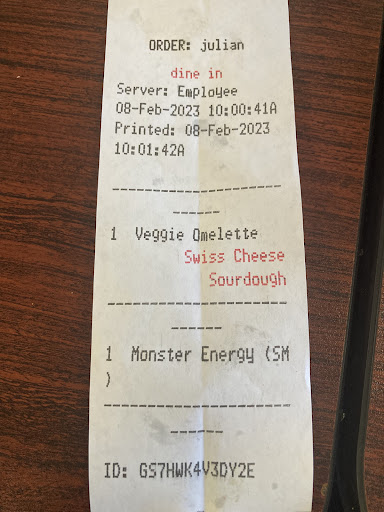 ORDER: julian
dine in
Server: Employee
08-Feb-2023 10:00:41A
Printed: 08-Feb-2023
10:01:42A
-----------------------
------
1 Veggie Omelette
Swiss Cheese
Sourdough
-----------------------
------
1 Monster Energy (SM
)
-----------------------
------
ID: GS7HWK4V3DY2E